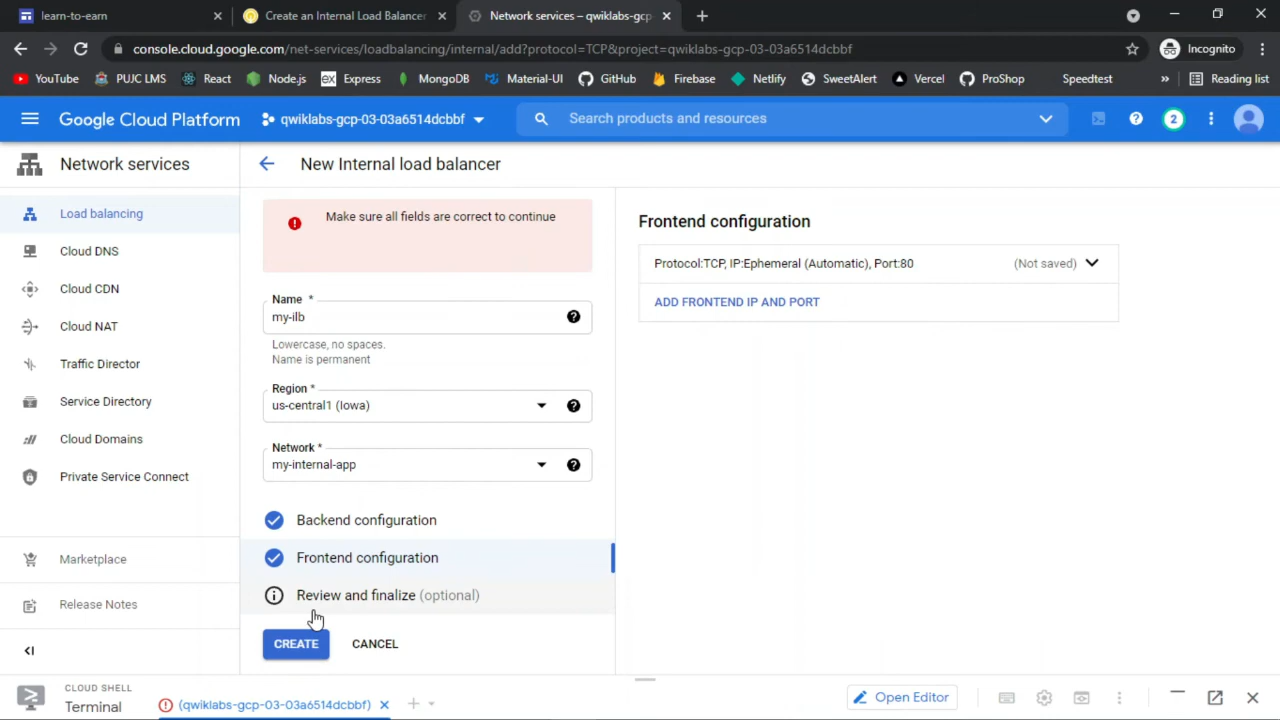 learn-to-earn
Create an Internal Load Balancer
Network services – qwiklabs-gcp
console.cloud.google.com/net-services/loadbalancing/internal/add?protocol=TCP&project=qwiklabs-gcp-03-03a6514dcbbf
Incognito
YouTube
PUJC LMS
React
Node.js
EX Express
MongoDB
Material-UI
GitHub
Firebase
Netlify
SweetAlert
Vercel
ProShop
Speedtest
»
Reading list
Google Cloud Platform
qwiklabs-gcp-03-03a6514dcbbf
Search products and resources
2
Network services
New Internal load balancer
Load balancing
Cloud DNS
Cloud CDN
Cloud NAT
Traffic Director
Service Directory
Cloud Domains
Private Service Connect
Marketplace
Release Notes
Make sure all fields are correct to continue
Name *
my-ilb
Lowercase, no spaces.
Name is permanent
Region *
us-central1 (Iowa)
Network *
my-internal-app
Backend configuration
Frontend configuration
Review and finalize (optional)
CREATE
CANCEL
Frontend configuration
Protocol:TCP, IP:Ephemeral (Automatic), Port:80
(Not saved)
ADD FRONTEND IP AND PORT
CLOUD SHELL
Terminal
(qwiklabs-gcp-03-03a6514dcbbf)
Open Editor